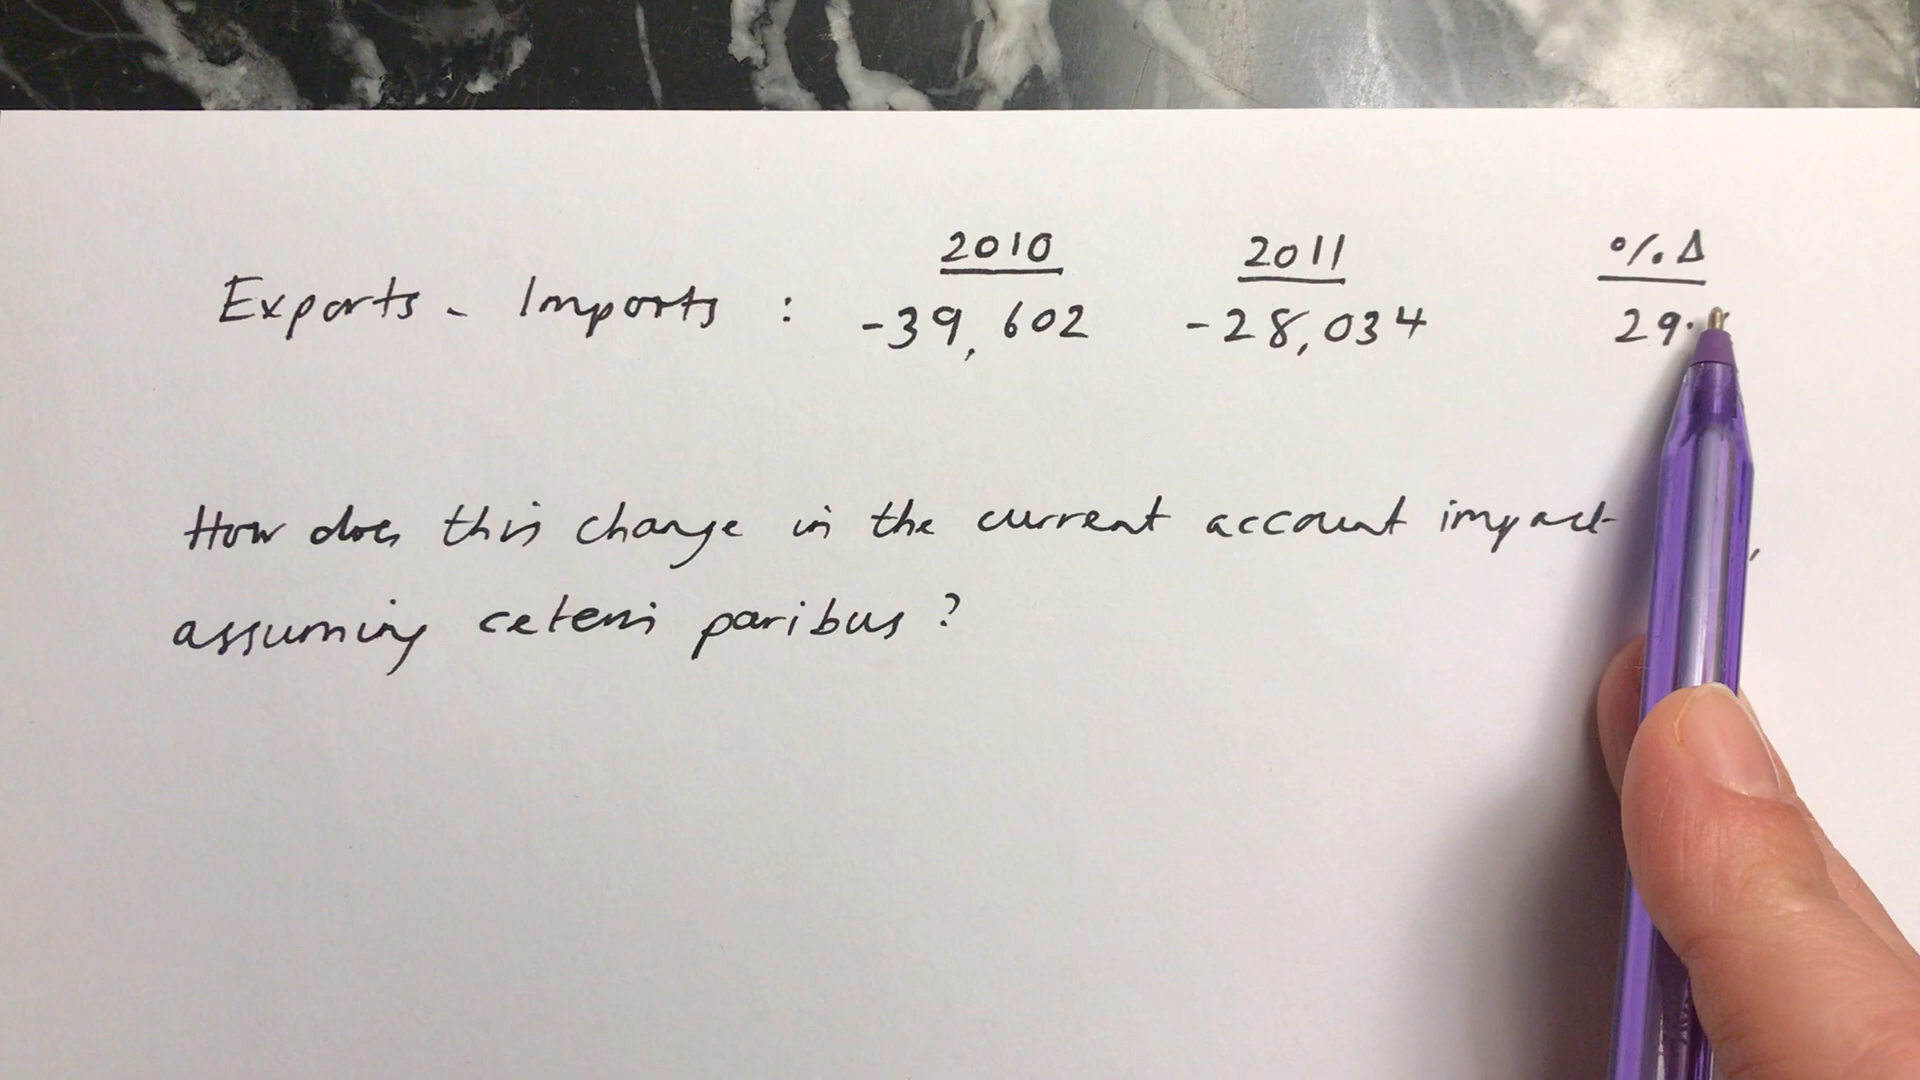 2010 2011 %Δ
Exports - Imports : -39,602 -28,034 29.
How does this change in the current account impact ,
assuming ceteris paribus ?